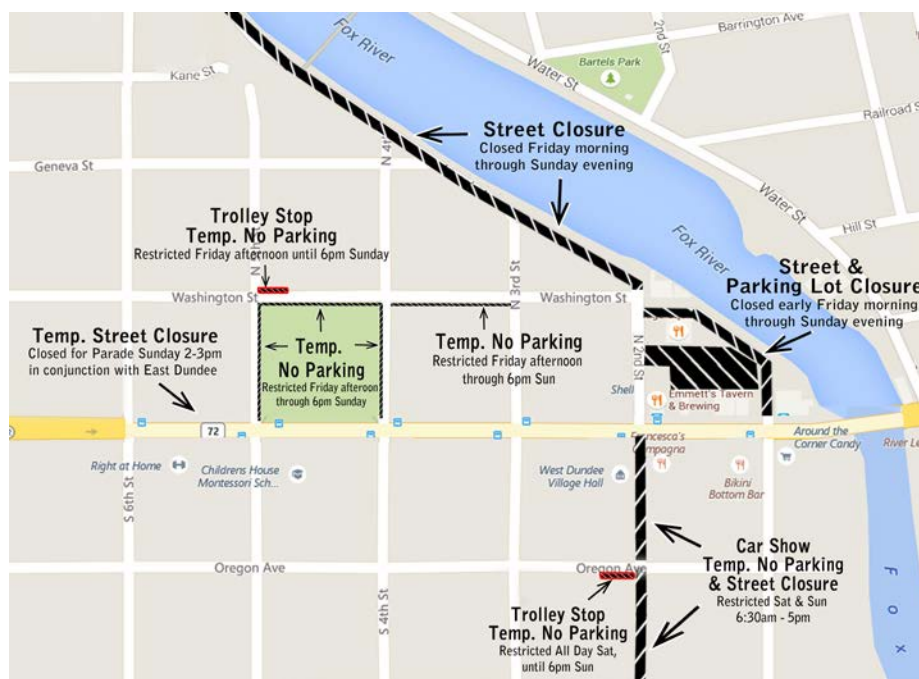 Barrington Ave
2nd St
Fox River
Water St
Bartels Park
Kane St
Railroad S
N 4th
Street Closure
Closed Friday morning
through Sunday evening
Geneva St
Water St
Hill St
Trolley Stop
Temp. No Parking
Restricted Friday afternoon until 6pm Sunday
Fox River
Street &
Parking Lot Closure
Closed early Friday morning
through Sunday evening
Washington St
N 3rd St
Washington St
Temp. Street Closure
Closed for Parade Sunday 2-3pm
in conjunction with East Dundee
Temp.
No Parking
Restricted Friday afteroon
through 6pm Sunday
Temp. No Parking
Restricted Friday afternoon
through 6pm Sun
N 2nd St
Shell
Emmett's Tavern
& Brewing
72
Around the
Corner Candy
River Le
Right at Home
Childrens House
Montessori Sch...
West Dundee
Village Hall
Francesca's
Campagna
Bikini
Bottom Bar
S 6th St
S 4th St
Oregon Ave
Oregon Ave
Car Show
Temp. No Parking
& Street Closure
Restricted Sat & Sun
6:30am - 5pm
Trolley Stop
Temp. No Parking
Restricted All Day Sat,
until 6pm Sun
FOX